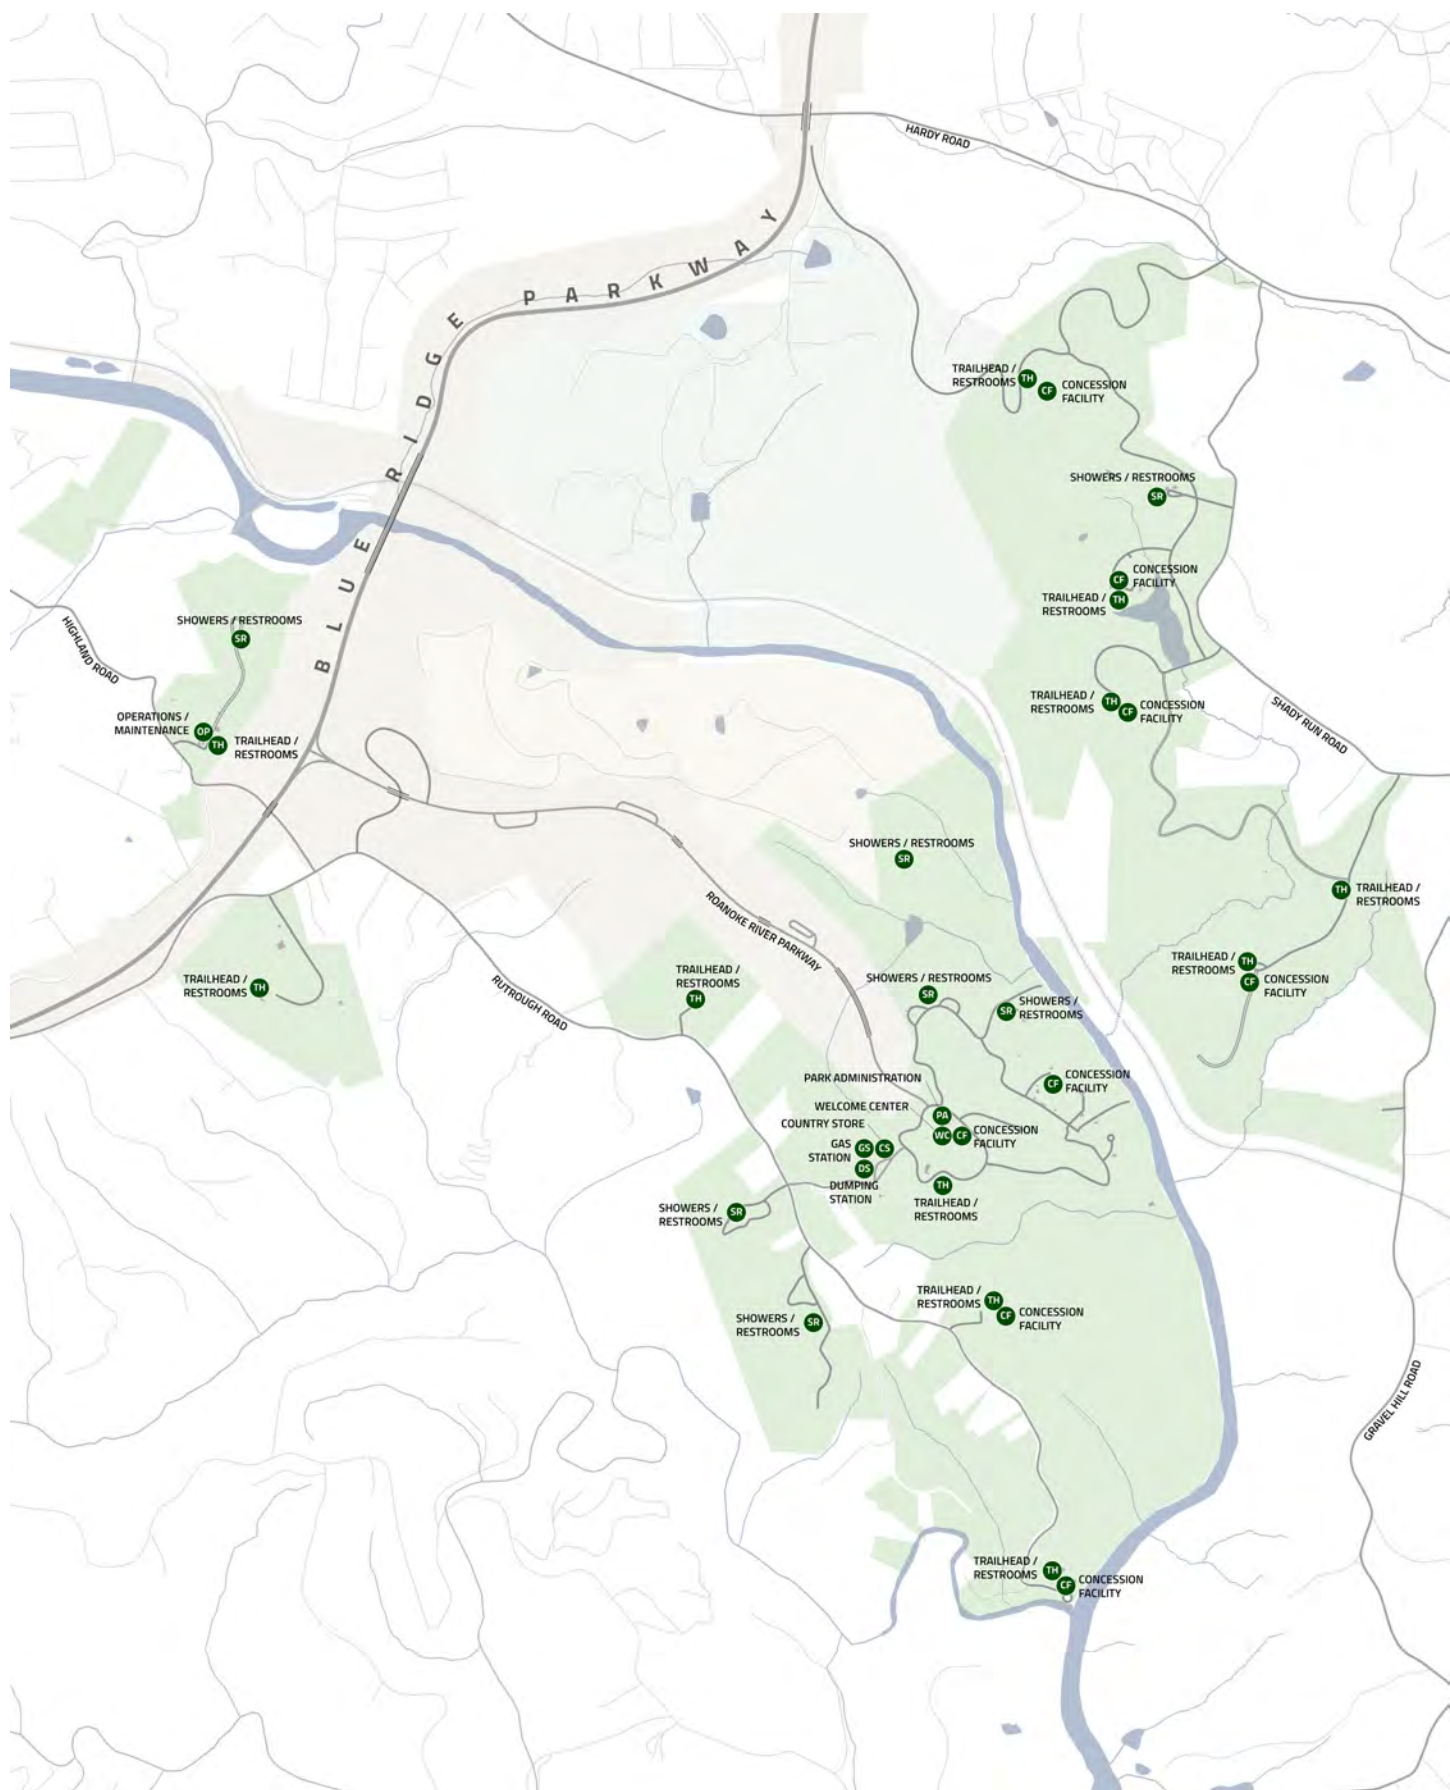 HARDY ROAD
BLUE RIDGE PARKWAY
TRAILHEAD /
RESTROOMS
TH
CF
CONCESSION
FACILITY
SHOWERS / RESTROOMS
SR
CF
CONCESSION
FACILITY
TRAILHEAD /
RESTROOMS
TH
HIGHLAND ROAD
SHOWERS / RESTROOMS
SR
OPERATIONS /
MAINTENANCE
OP
TH
TRAILHEAD /
RESTROOMS
TRAILHEAD /
RESTROOMS
TH
CF
CONCESSION
FACILITY
SHADY RUN ROAD
SHOWERS / RESTROOMS
SR
TH
TRAILHEAD /
RESTROOMS
ROANOKE RIVER PARKWAY
TRAILHEAD /
RESTROOMS
TH
CF
CONCESSION
FACILITY
TRAILHEAD /
RESTROOMS
TH
RUTROUGH ROAD
TRAILHEAD /
RESTROOMS
TH
SHOWERS / RESTROOMS
SR
SR
SHOWERS /
RESTROOMS
CF
CONCESSION
FACILITY
PARK ADMINISTRATION
PA
WELCOME CENTER
WC
CF
CONCESSION
FACILITY
COUNTRY STORE
GAS
STATION
GS
CS
DS
DUMPING
STATION
TH
TRAILHEAD /
RESTROOMS
SHOWERS /
RESTROOMS
SR
TRAILHEAD /
RESTROOMS
TH
CF
CONCESSION
FACILITY
SHOWERS /
RESTROOMS
SR
GRAVEL HILL ROAD
TRAILHEAD /
RESTROOMS
TH
CF
CONCESSION
FACILITY